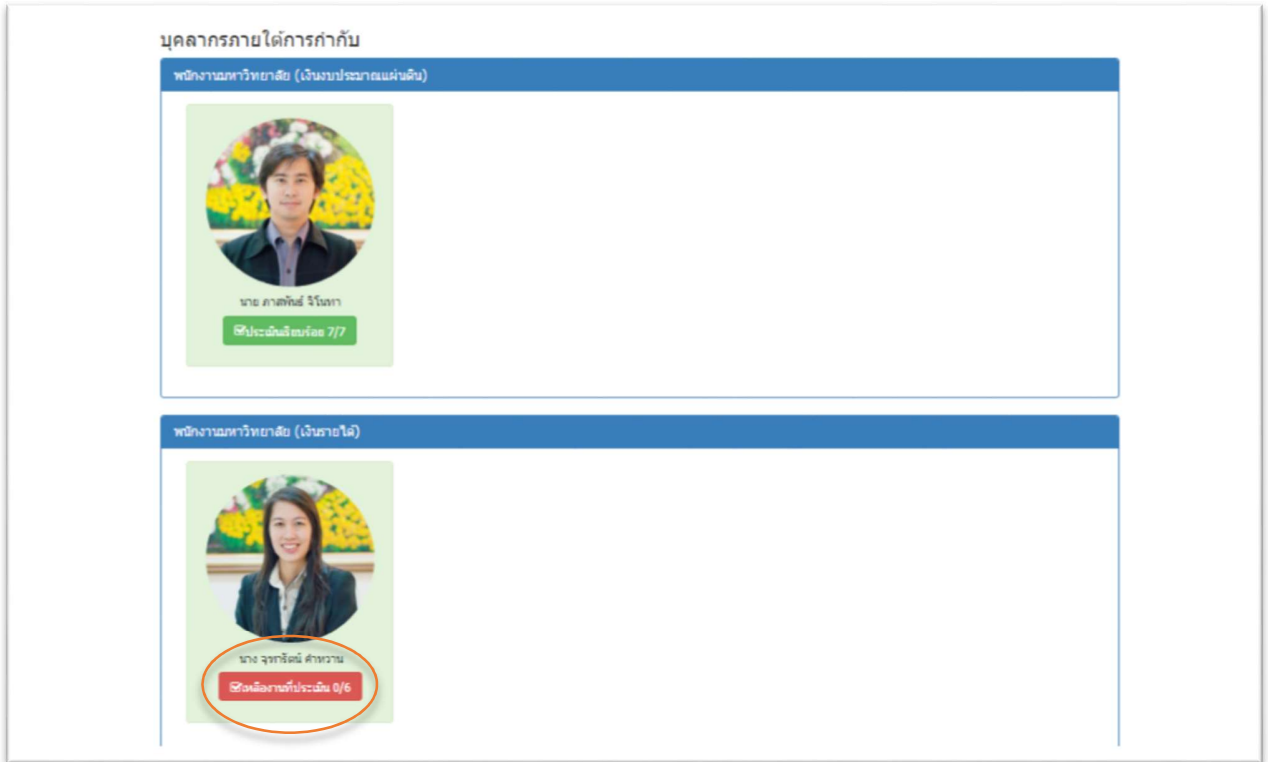 บุคลากรภายใต้การกำกับ
พนักงานมหาวิทยาลัย (เงินงบประมาณแผ่นดิน)
นาย ภาสพันธ์ จิโนทา
ประเมินเรียบร้อย 7/7
พนักงานมหาวิทยาลัย (เงินรายได้)
นาง จุฑารัตน์ คำหวาน
เหลืองานที่ประเมิน 0/6